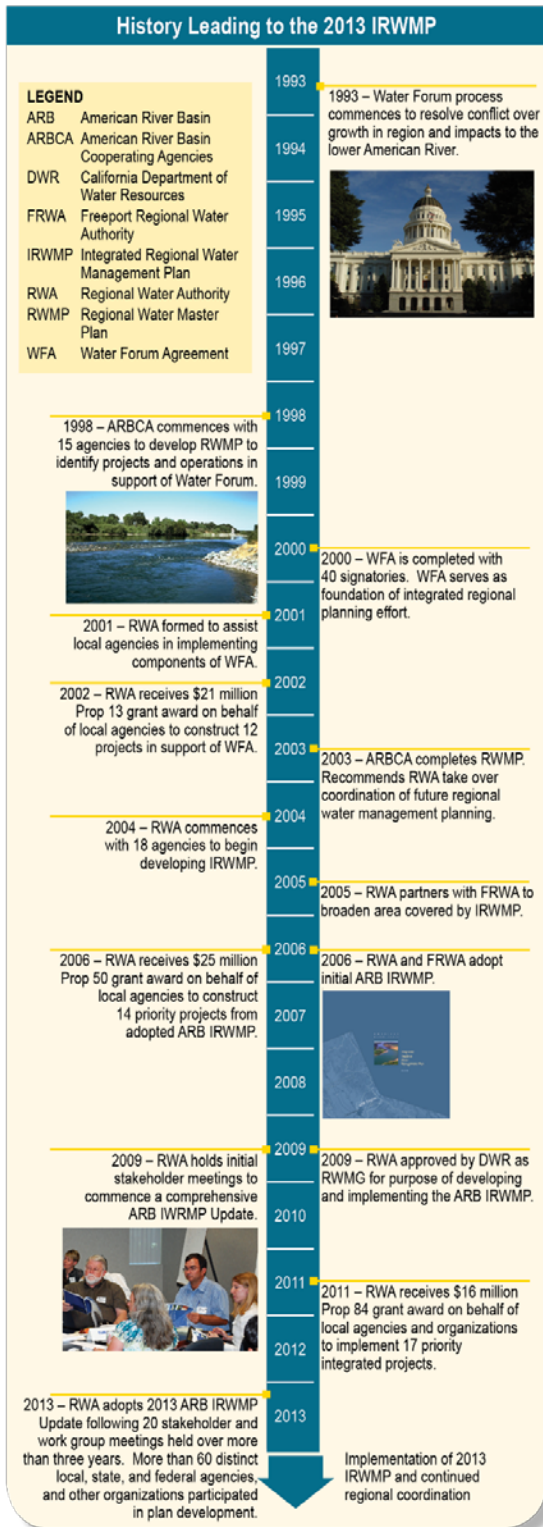 History Leading to the 2013 IRWMP
LEGEND
ARB American River Basin
ARBCA American River Basin
Cooperating Agencies
DWR California Department of
Water Resources
FRWA Freeport Regional Water
Authority
IRWMP Integrated Regional Water
Management Plan
RWA Regional Water Authority
RWMP Regional Water Master
Plan
WFA Water Forum Agreement
1993
1993 – Water Forum process
commences to resolve conflict over
growth in region and impacts to the
lower American River.
1994
1995
1996
1997
1998
1998 – ARBCA commences with
15 agencies to develop RWMP to
identify projects and operations in
support of Water Forum.
1999
2000
2000 – WFA is completed with
40 signatories. WFA serves as
foundation of integrated regional
planning effort.
2001
2001 – RWA formed to assist
local agencies in implementing
components of WFA.
2002
2002 – RWA receives $21 million
Prop 13 grant award on behalf
of local agencies to construct 12
projects in support of WFA.
2003
2003 – ARBCA completes RWMP.
Recommends RWA take over
coordination of future regional
water management planning.
2004
2004 – RWA commences
with 18 agencies to begin
developing IRWMP.
2005
2005 – RWA partners with FRWA to
broaden area covered by IRWMP.
2006
2006 – RWA receives $25 million
Prop 50 grant award on behalf of
local agencies to construct
14 priority projects from
adopted ARB IRWMP.
2006 – RWA and FRWA adopt
initial ARB IRWMP.
2007
2008
2009
2009 – RWA holds initial
stakeholder meetings to
commence a comprehensive
ARB IWRMP Update.
2009 – RWA approved by DWR as
RWMG for purpose of developing
and implementing the ARB IRWMP.
2010
2011
2011 – RWA receives $16 million
Prop 84 grant award on behalf of
local agencies and organizations
to implement 17 priority
integrated projects.
2012
2013
2013 – RWA adopts 2013 ARB IRWMP
Update following 20 stakeholder and
work group meetings held over more
than three years. More than 60 distinct
local, state, and federal agencies,
and other organizations participated
in plan development.
Implementation of 2013
IRWMP and continued
regional coordination